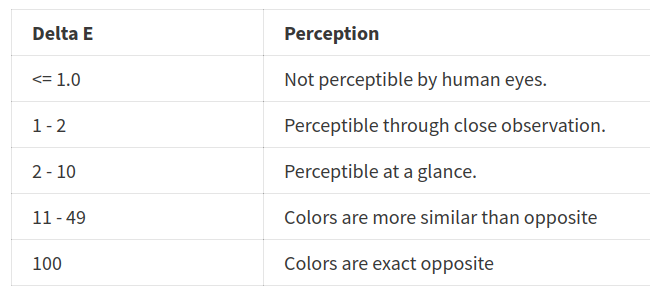 Delta E Perception
<= 1.0 Not perceptible by human eyes.
1 - 2 Perceptible through close observation.
2 - 10 Perceptible at a glance.
11 - 49 Colors are more similar than opposite
100 Colors are exact opposite